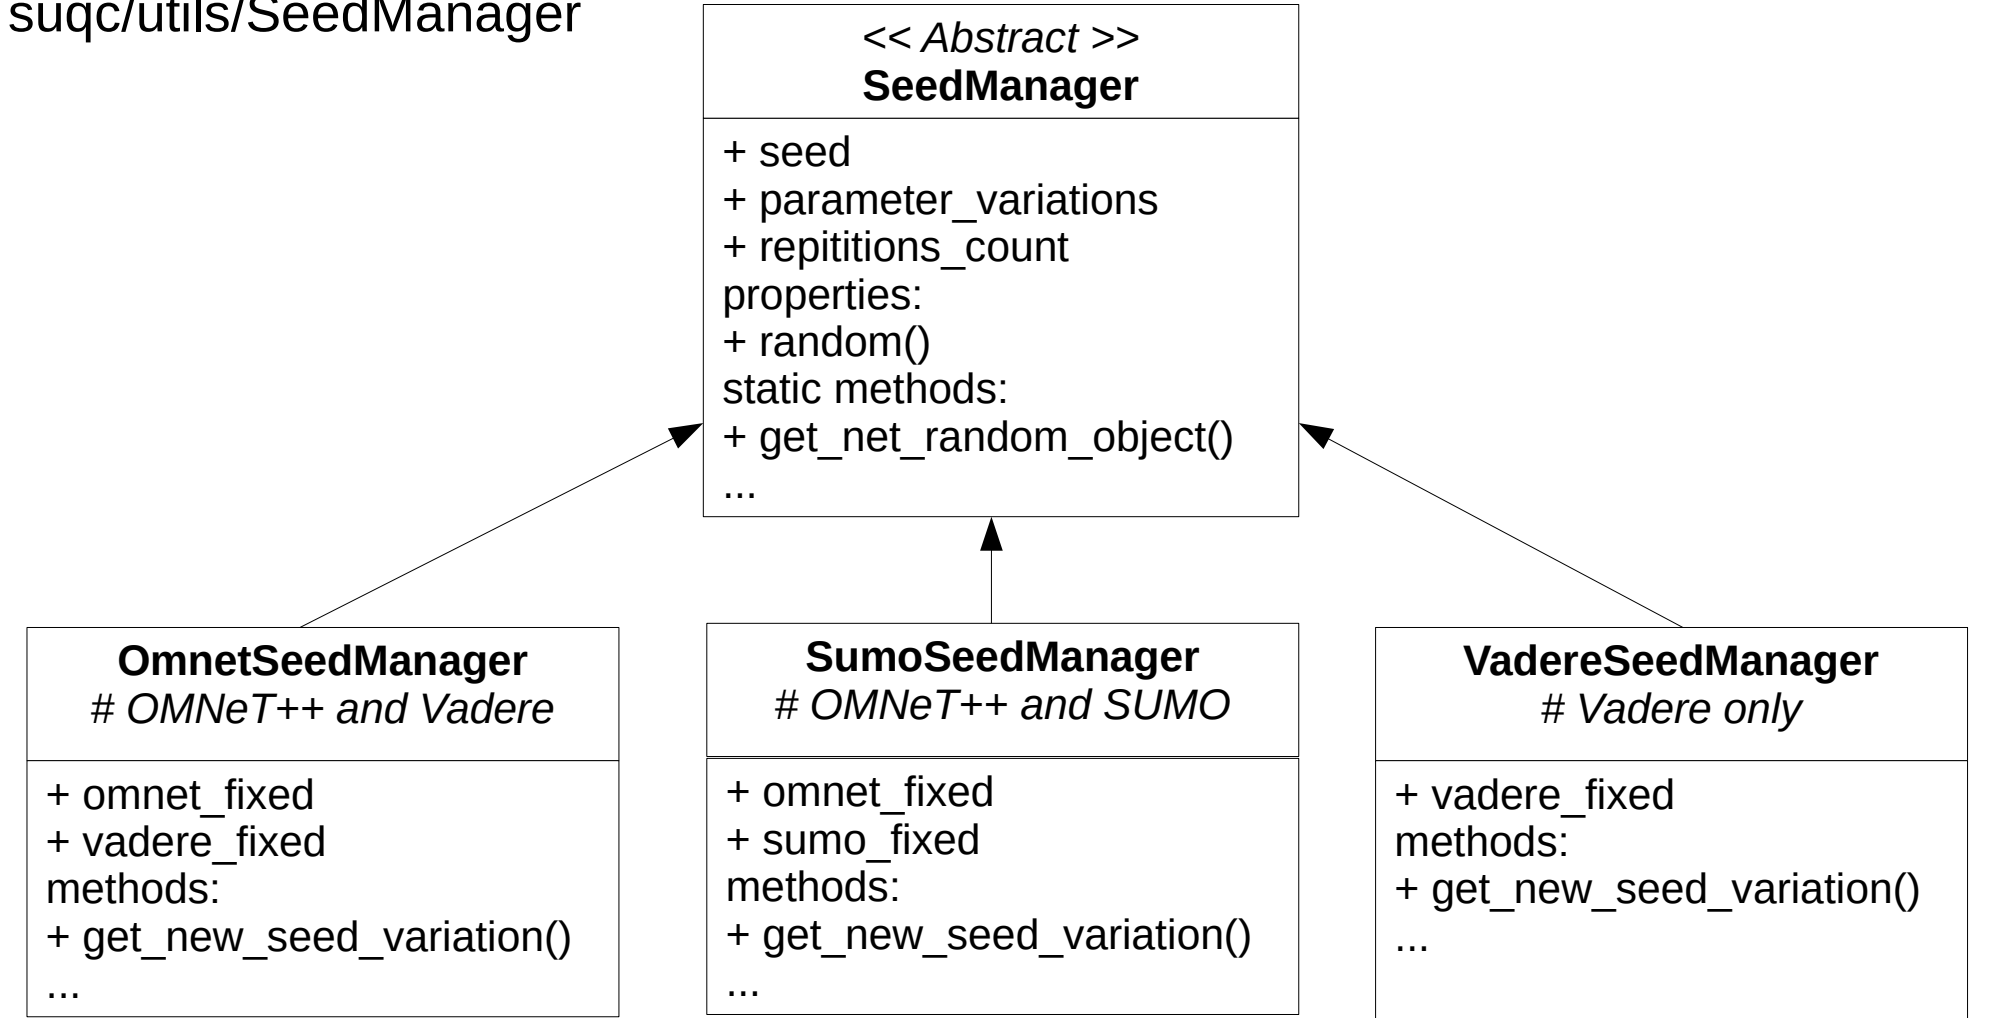 suqc/utils/SeedManager
<< Abstract >>
SeedManager
+ seed
+ parameter_variations
+ repititions_count
properties:
+ random()
static methods:
+ get_net_random_object()
...
OmnetSeedManager
# OMNeT++ and Vadere
+ omnet_fixed
+ vadere_fixed
methods:
+ get_new_seed_variation()
...
SumoSeedManager
# OMNeT++ and SUMO
+ omnet_fixed
+ sumo_fixed
methods:
+ get_new_seed_variation()
...
VadereSeedManager
# Vadere only
+ vadere_fixed
methods:
+ get_new_seed_variation()
...